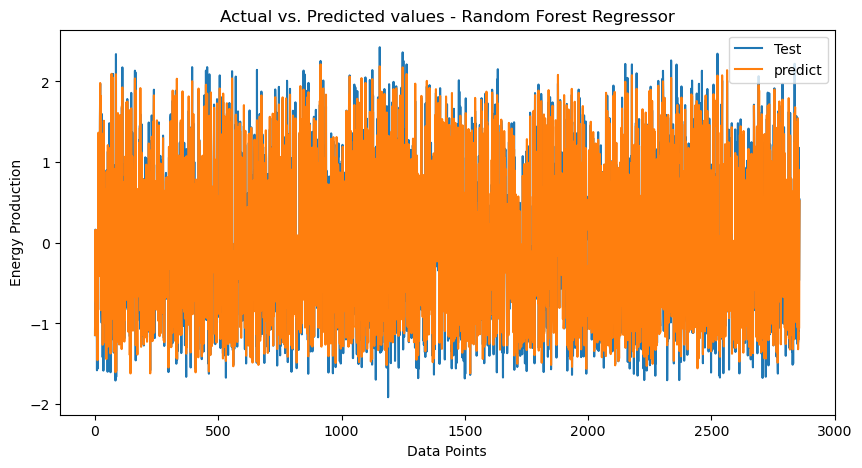 Actual vs. Predicted values - Random Forest Regressor
Test
predict
Energy Production
2
1
0
−1
−2
0
500
1000
1500
2000
2500
3000
Data Points